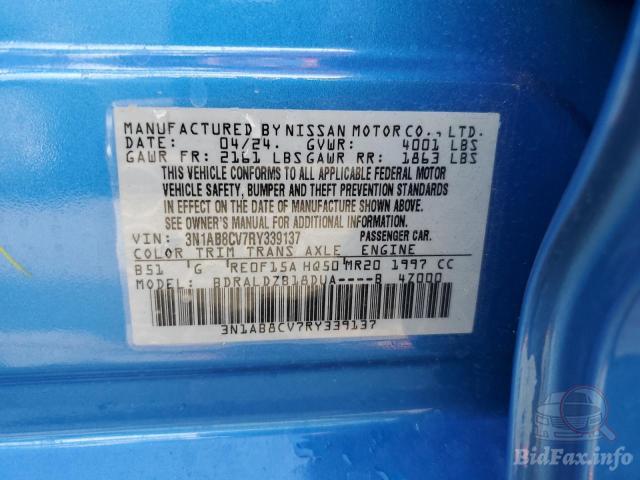 MANUFACTURED BY NISSAN MOTOR CO., LTD.
DATE: 04/24. GVWR: 4001 LBS
GAWR FR: 2161 LBS GAWR RR: 1863 LBS
THIS VEHICLE CONFORMS TO ALL APPLICABLE FEDERAL MOTOR
VEHICLE SAFETY, BUMPER AND THEFT PREVENTION STANDARDS
IN EFFECT ON THE DATE OF MANUFACTURE SHOWN ABOVE.
SEE OWNER'S MANUAL FOR ADDITIONAL INFORMATION.
VIN: 3N1AB8CV7RY339137 PASSENGER CAR.
COLOR TRIM TRANS AXLE ENGINE
B51 G RE0F15A HQ50 MR20 1997 CC
MODEL: BDRALDZB18DUA----B 47000
3N1AB8CV7RY339137
BidFax.info